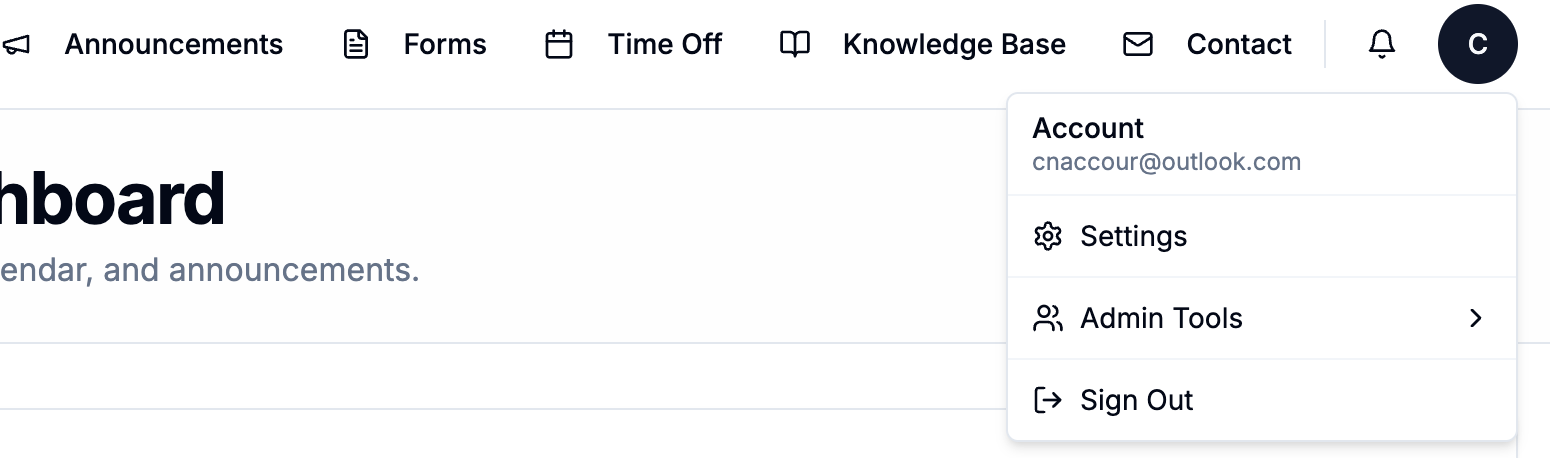 Announcements Forms Time Off Knowledge Base Contact C
Account
cnaccour@outlook.com
hboard
endar, and announcements.
Settings
Admin Tools
Sign Out